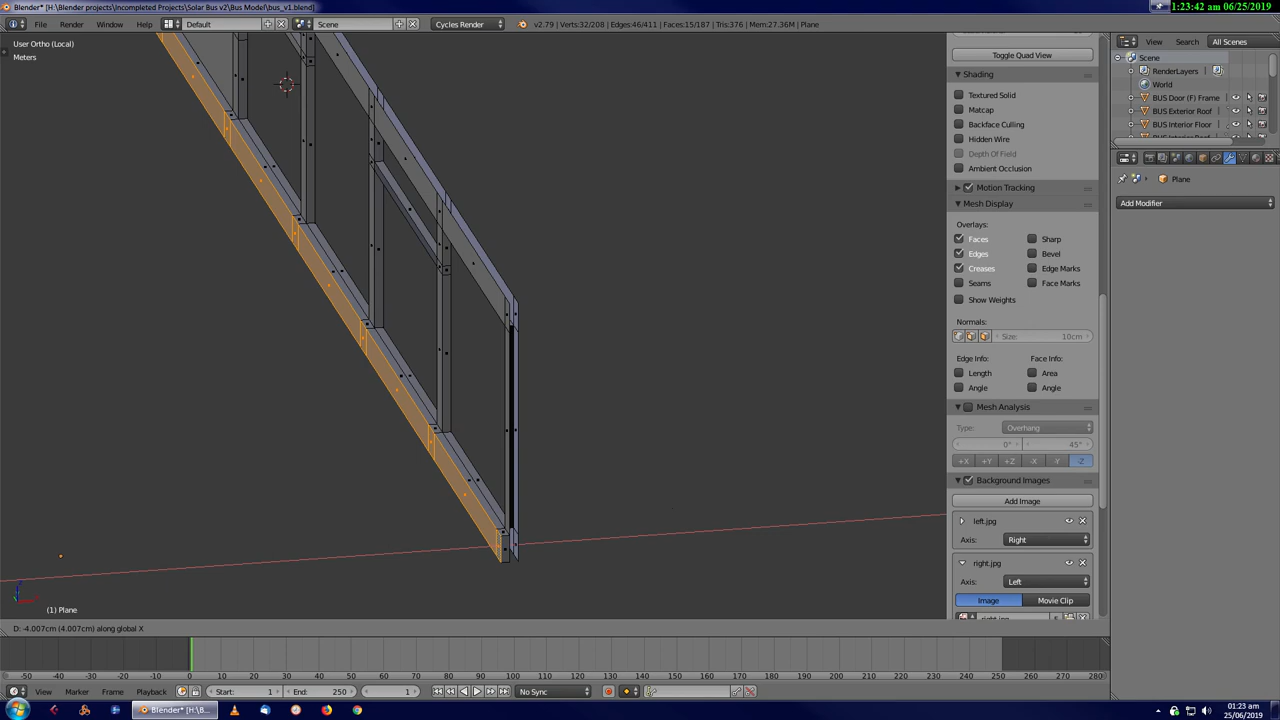 Blender* [H:\Blender projects\Incompleted Projects\Solar Bus v2\Bus Model\bus_v1.blend]
1:23:42 am 06/25/2019
File Render Window Help Default Scene Cycles Render v2.79 | Verts:32/208 | Edges:46/411 | Faces:15/187 | Tris:376 | Mem:27.36M | Plane
View Search All Scenes
User Ortho (Local)
Meters
Toggle Quad View
Shading
Textured Solid
Matcap
Backface Culling
Hidden Wire
Depth Of Field
Ambient Occlusion
Motion Tracking
Mesh Display
Overlays:
Faces Sharp
Edges Bevel
Creases Edge Marks
Seams Face Marks
Show Weights
Normals:
Size: 10cm
Edge Info: Face Info:
Length Area
Angle Angle
Mesh Analysis
Type: Overhang
0° 45°
+X +Y +Z -X -Y -Z
Background Images
Add Image
left.jpg
Axis: Right
right.jpg
Axis: Left
Image Movie Clip
Scene
RenderLayers
World
BUS Door (F) Frame
BUS Exterior Roof
BUS Interior Floor
Plane
Add Modifier
(1) Plane
D: -4.007cm (4.007cm) along global X
-50 -40 -30 -20 -10 0 10 20 30 40 50 60 70 80 90 100 110 120 130 140 150 160 170 180 190 200 210 220 230 240 250 260 270 280
View Marker Frame Playback Start: 1 End: 250 1 No Sync
Blender* [H:\B...
01:23 am
25/06/2019